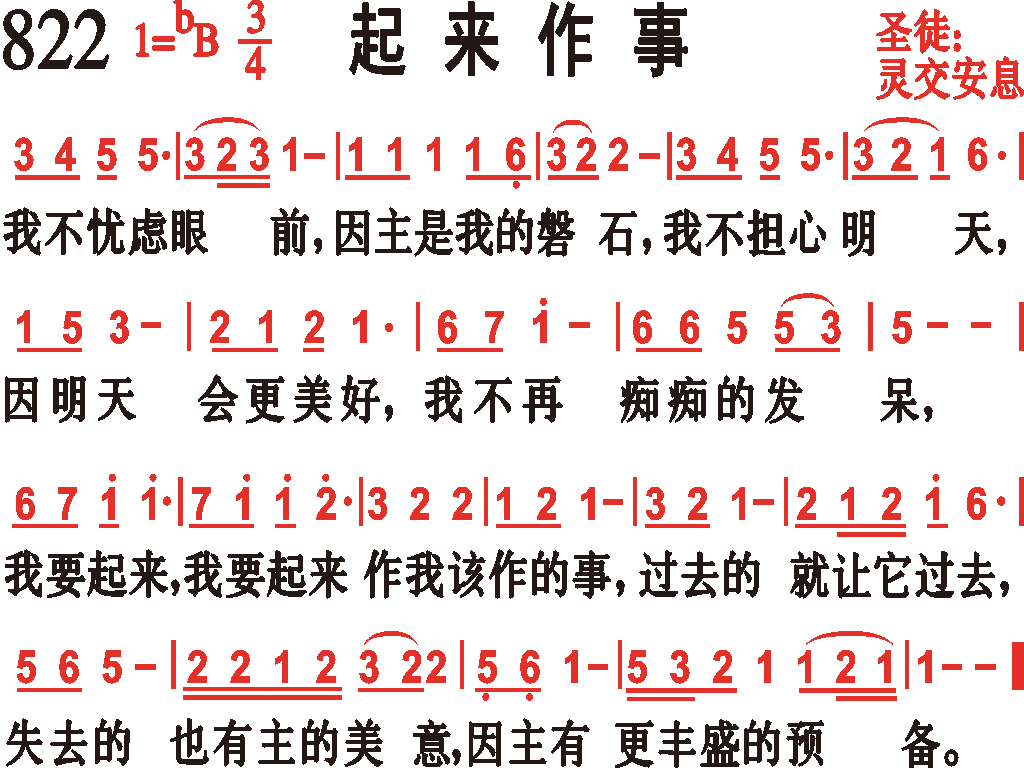 822 1=bB 3/4 起来作事 圣徒：
灵交安息
3 4 5 5·|3 2 3 1-|1 1 1 1 6|3 2 2-|3 4 5 5·|3 2 1 6·|
我不忧虑眼 前，因主是我的磐 石，我不担心明 天，
1 5 3-|2 1 2 1·|6 7 1-|6 6 5 5 3|5--|
因明天 会更美好，我不再 痴痴的发 呆，
6 7 1 1·|7 1 1 2·|3 2 2|1 2 1-|3 2 1-|2 1 2 1 6·|
我要起来，我要起来 作我该作的事，过去的 就让它过去，
5 6 5-|2 2 1 2 3 2 2|5 6 1-|5 3 2 1 1 2 1|1--
失去的 也有主的美 意，因主有 更丰盛的预 备。